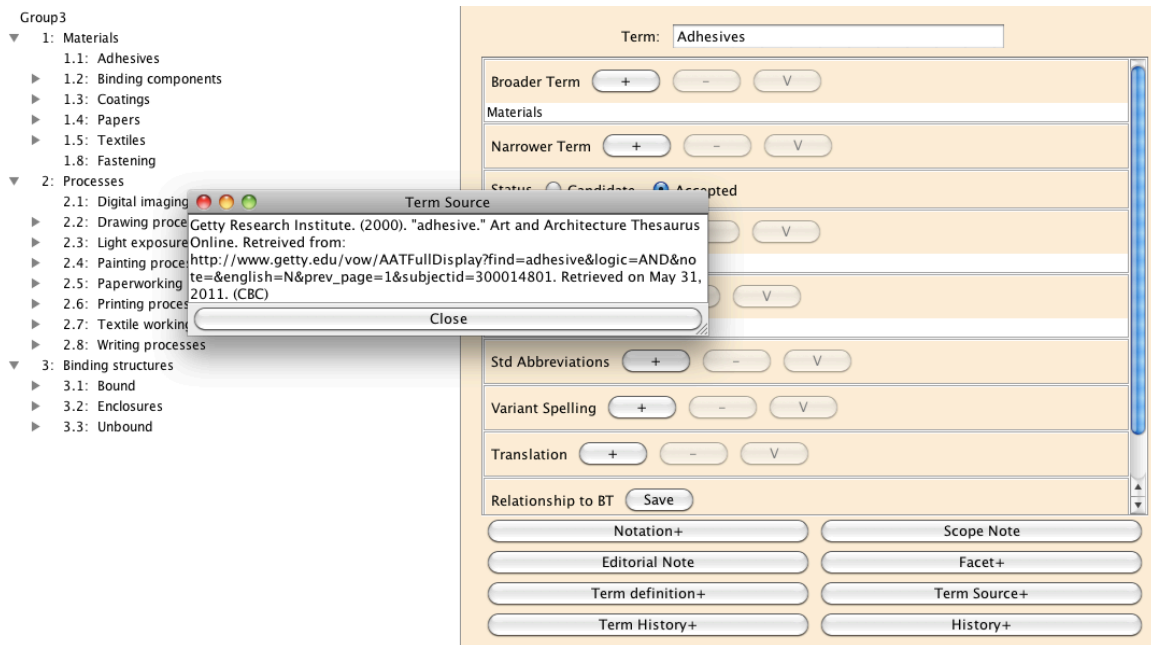 Group3
1: Materials
1.1: Adhesives
1.2: Binding components
1.3: Coatings
1.4: Papers
1.5: Textiles
1.8: Fastening
2: Processes
2.1: Digital imaging
2.2: Drawing proce
2.3: Light exposure
2.4: Painting proce
2.5: Paperworking
2.6: Printing proces
2.7: Textile working
2.8: Writing processes
3: Binding structures
3.1: Bound
3.2: Enclosures
3.3: Unbound
Term: Adhesives
Broader Term + - V
Materials
Narrower Term + - V
Status Candidate Accepted
V
V
Std Abbreviations + - V
Variant Spelling + - V
Translation + - V
Relationship to BT Save
Notation+ Scope Note
Editorial Note Facet+
Term definition+ Term Source+
Term History+ History+
Term Source
Getty Research Institute. (2000). "adhesive." Art and Architecture Thesaurus
Online. Retreived from:
http://www.getty.edu/vow/AATFullDisplay?find=adhesive&logic=AND&no
te=&english=N&prev_page=1&subjectid=300014801. Retrieved on May 31,
2011. (CBC)
Close